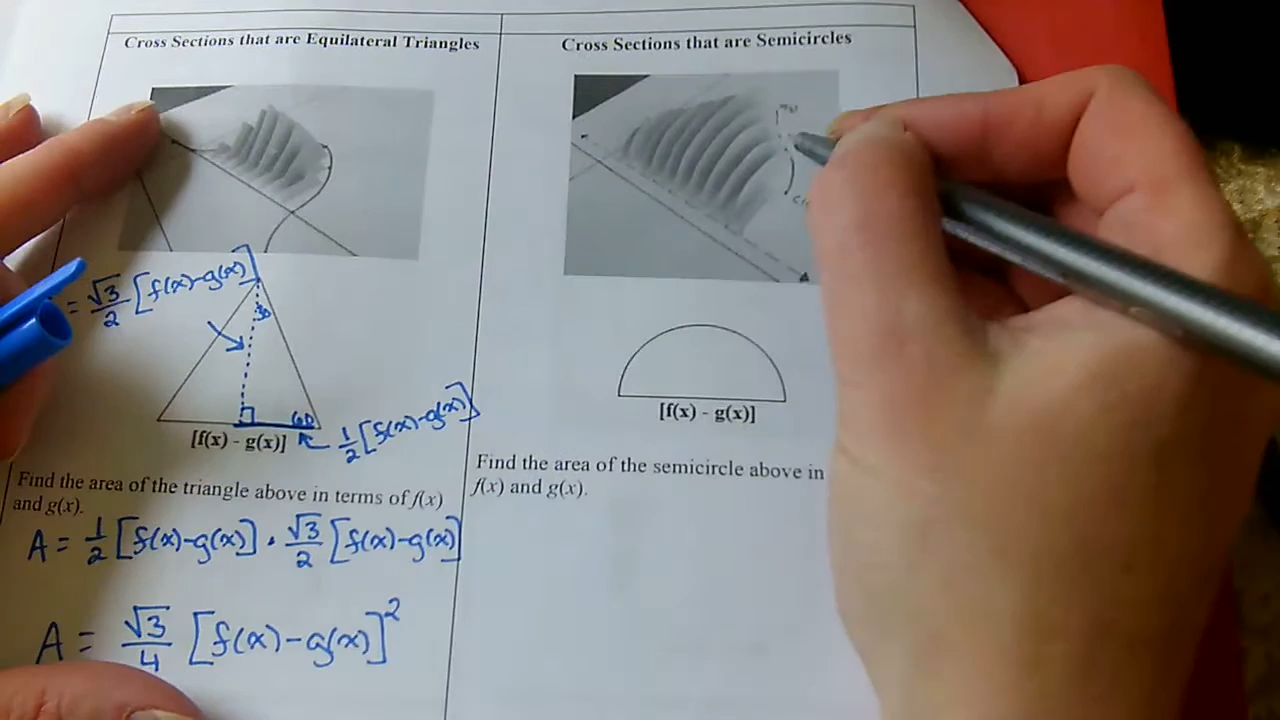 Cross Sections that are Equilateral Triangles
= √3/2 [f(x)-g(x)]
30
60
[f(x) - g(x)]
1/2 [f(x)-g(x)]
Find the area of the triangle above in terms of f(x)
and g(x).
A = 1/2 [f(x)-g(x)] · √3/2 [f(x)-g(x)]
A = √3/4 [f(x)-g(x)]²
Cross Sections that are Semicircles
[f(x) - g(x)]
Find the area of the semicircle above in
f(x) and g(x).